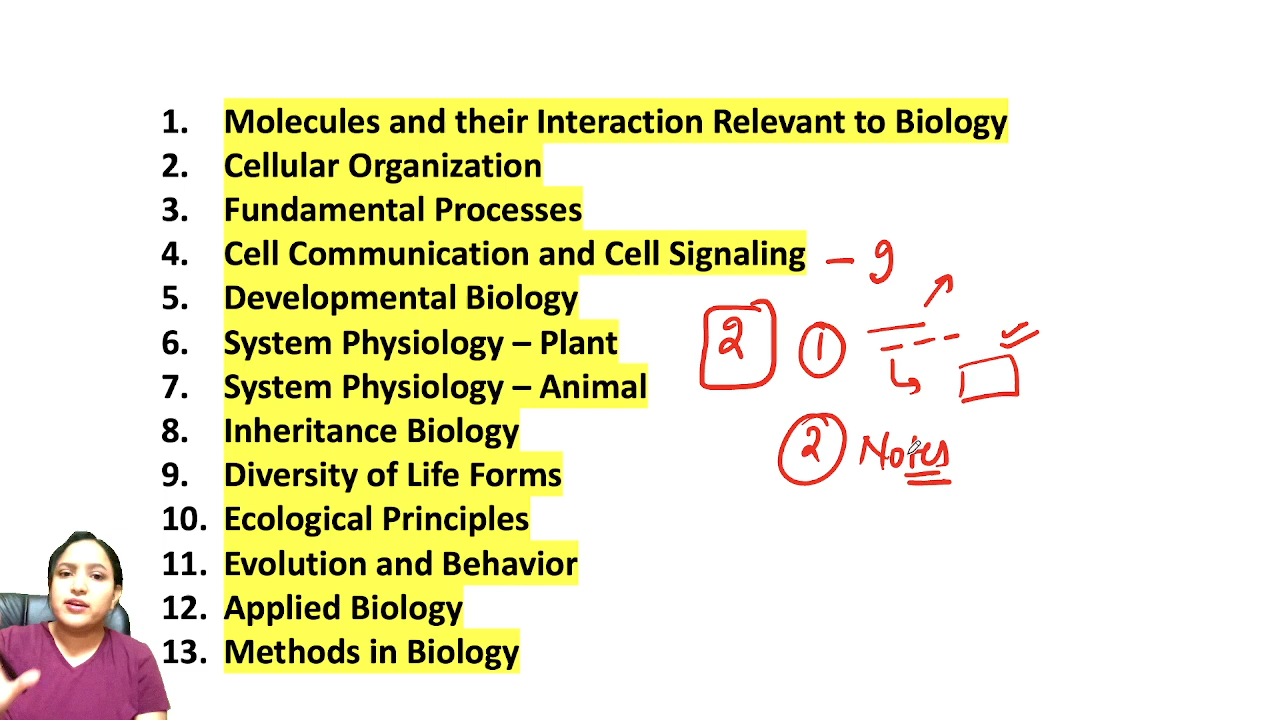 1. Molecules and their Interaction Relevant to Biology
2. Cellular Organization
3. Fundamental Processes
4. Cell Communication and Cell Signaling – 9
5. Developmental Biology
6. System Physiology – Plant
7. System Physiology – Animal
8. Inheritance Biology
9. Diversity of Life Forms
10. Ecological Principles
11. Evolution and Behavior
12. Applied Biology
13. Methods in Biology
2 1
2 Notes